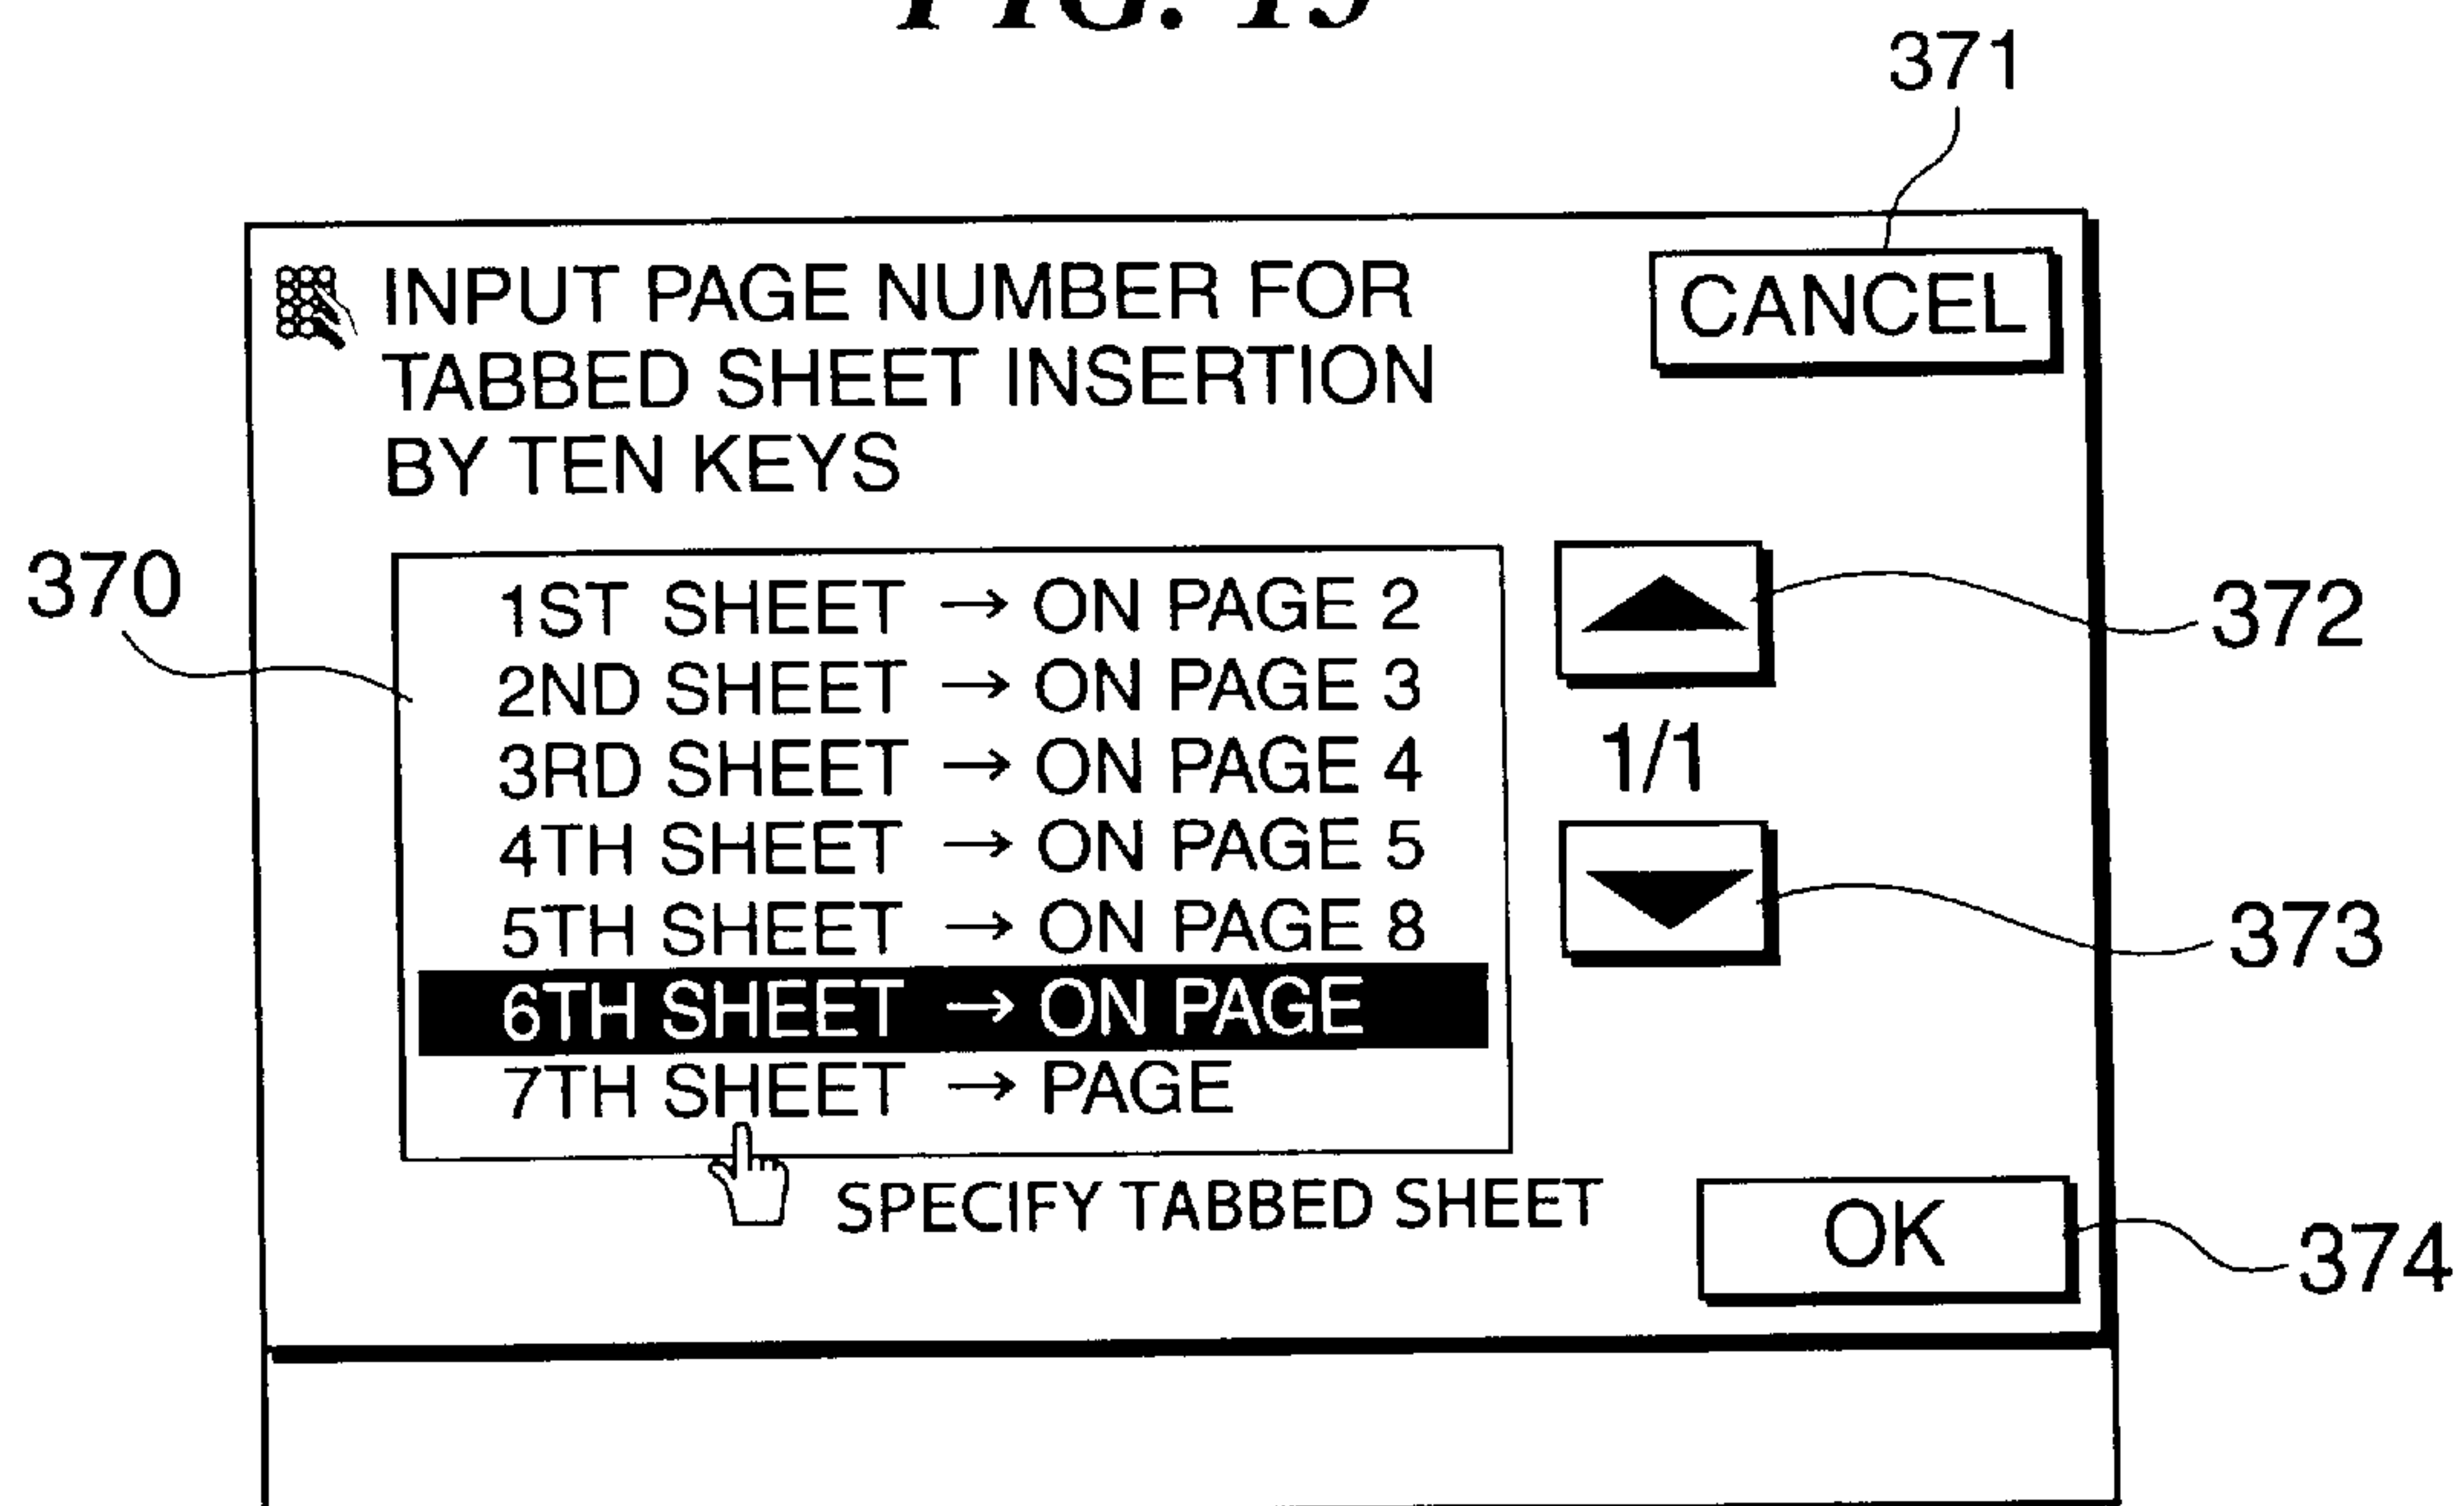 FIG. 15
371
INPUT PAGE NUMBER FOR
TABBED SHEET INSERTION
BY TEN KEYS
CANCEL
370
1ST SHEET → ON PAGE 2
2ND SHEET → ON PAGE 3
3RD SHEET → ON PAGE 4
4TH SHEET → ON PAGE 5
5TH SHEET → ON PAGE 8
6TH SHEET → ON PAGE
7TH SHEET → PAGE
372
1/1
373
SPECIFY TABBED SHEET
OK
374